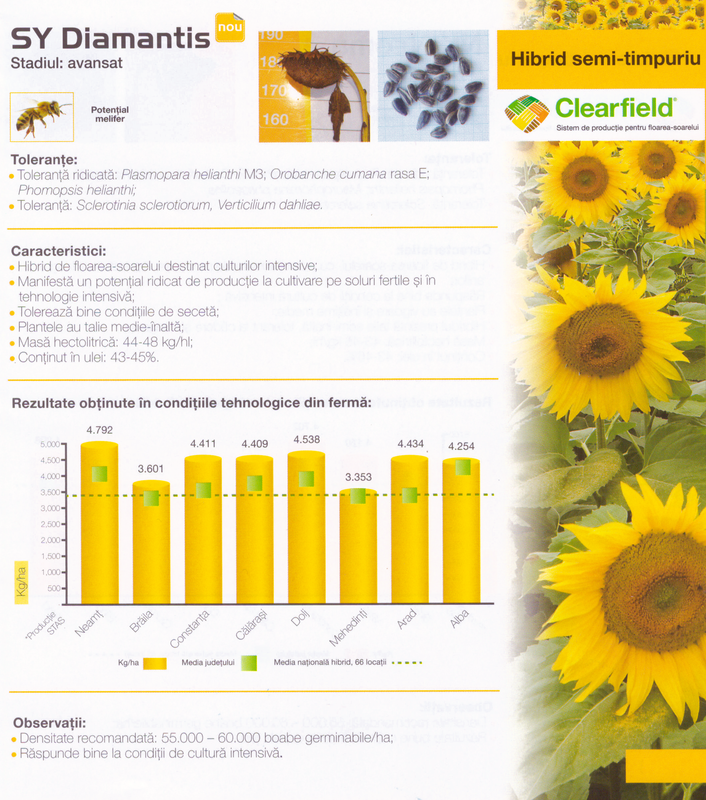 SY Diamantis
nou
Stadiul: avansat
190
18
170
160
Hibrid semi-timpuriu
Clearfield®
Sistem de producție pentru floarea-soarelui
Potențial
melifer
Toleranțe:
• Toleranță ridicată: Plasmopara helianthi M3; Orobanche cumana rasa E;
Phomopsis helianthi;
• Toleranță: Sclerotinia sclerotiorum, Verticilium dahliae.
Caracteristici:
• Hibrid de floarea-soarelui destinat culturilor intensive;
• Manifestă un potențial ridicat de producție la cultivare pe soluri fertile și în
tehnologie intensivă;
• Tolerează bine condițiile de secetă;
• Plantele au talie medie-înaltă;
• Masă hectolitrică: 44-48 kg/hl;
• Conținut în ulei: 43-45%.
Rezultate obținute în condițiile tehnologice din fermă:
4.792
3.601
4.411
4.409
4.538
3.353
4.434
4.254
5.000
4,500
4.000
3.500
3,000
2,500
2,000
1,500
1,000
500
Kg/ha
*Producție
STAS
Neamț
Brăila
Constanța
Călărași
Dolj
Mehedinți
Arad
Alba
Kg/ha
Media județului
Media națională hibrid, 66 locații
Observații:
• Densitate recomandată: 55.000 – 60.000 boabe germinabile/ha;
• Răspunde bine la condiții de cultură intensivă.